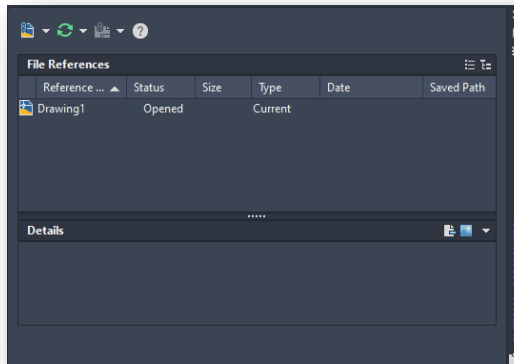 File References
Reference ... Status Size Type Date Saved Path
Drawing1 Opened Current
Details